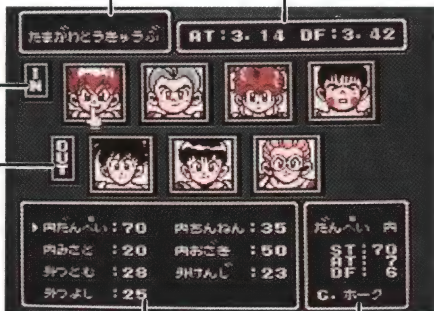 たまがわとうきゅうぶ
AT:3.14 DF:3.42
IN
OUT
内だんぺい:70 内ちんねん:35
内みさと:20 内おさき:50
外つとむ:28 外けんじ:23
外つよし:25
だんぺい 内
ST:70
AT: 7
DF: 6
C. ホーク